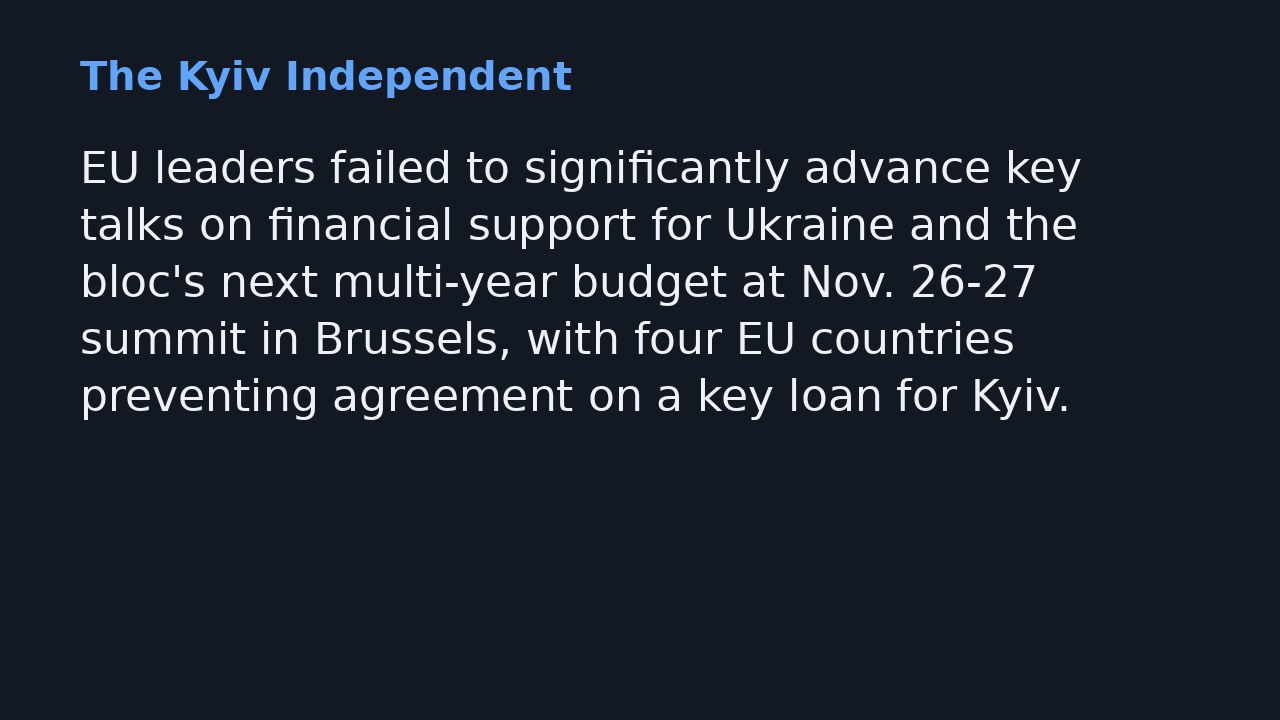 The Kyiv Independent
EU leaders failed to significantly advance key
talks on financial support for Ukraine and the
bloc's next multi-year budget at Nov. 26-27
summit in Brussels, with four EU countries
preventing agreement on a key loan for Kyiv.